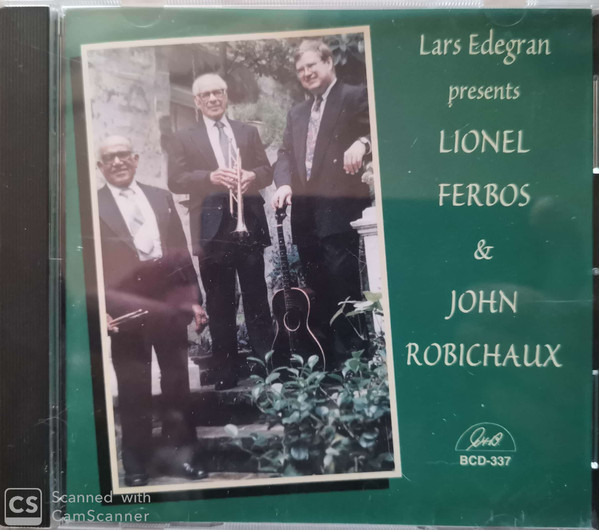 Lars Edegran
presents
LIONEL
FERBOS
&
JOHN
ROBICHAUX
BCD-337
CS
Scanned with
CamScanner